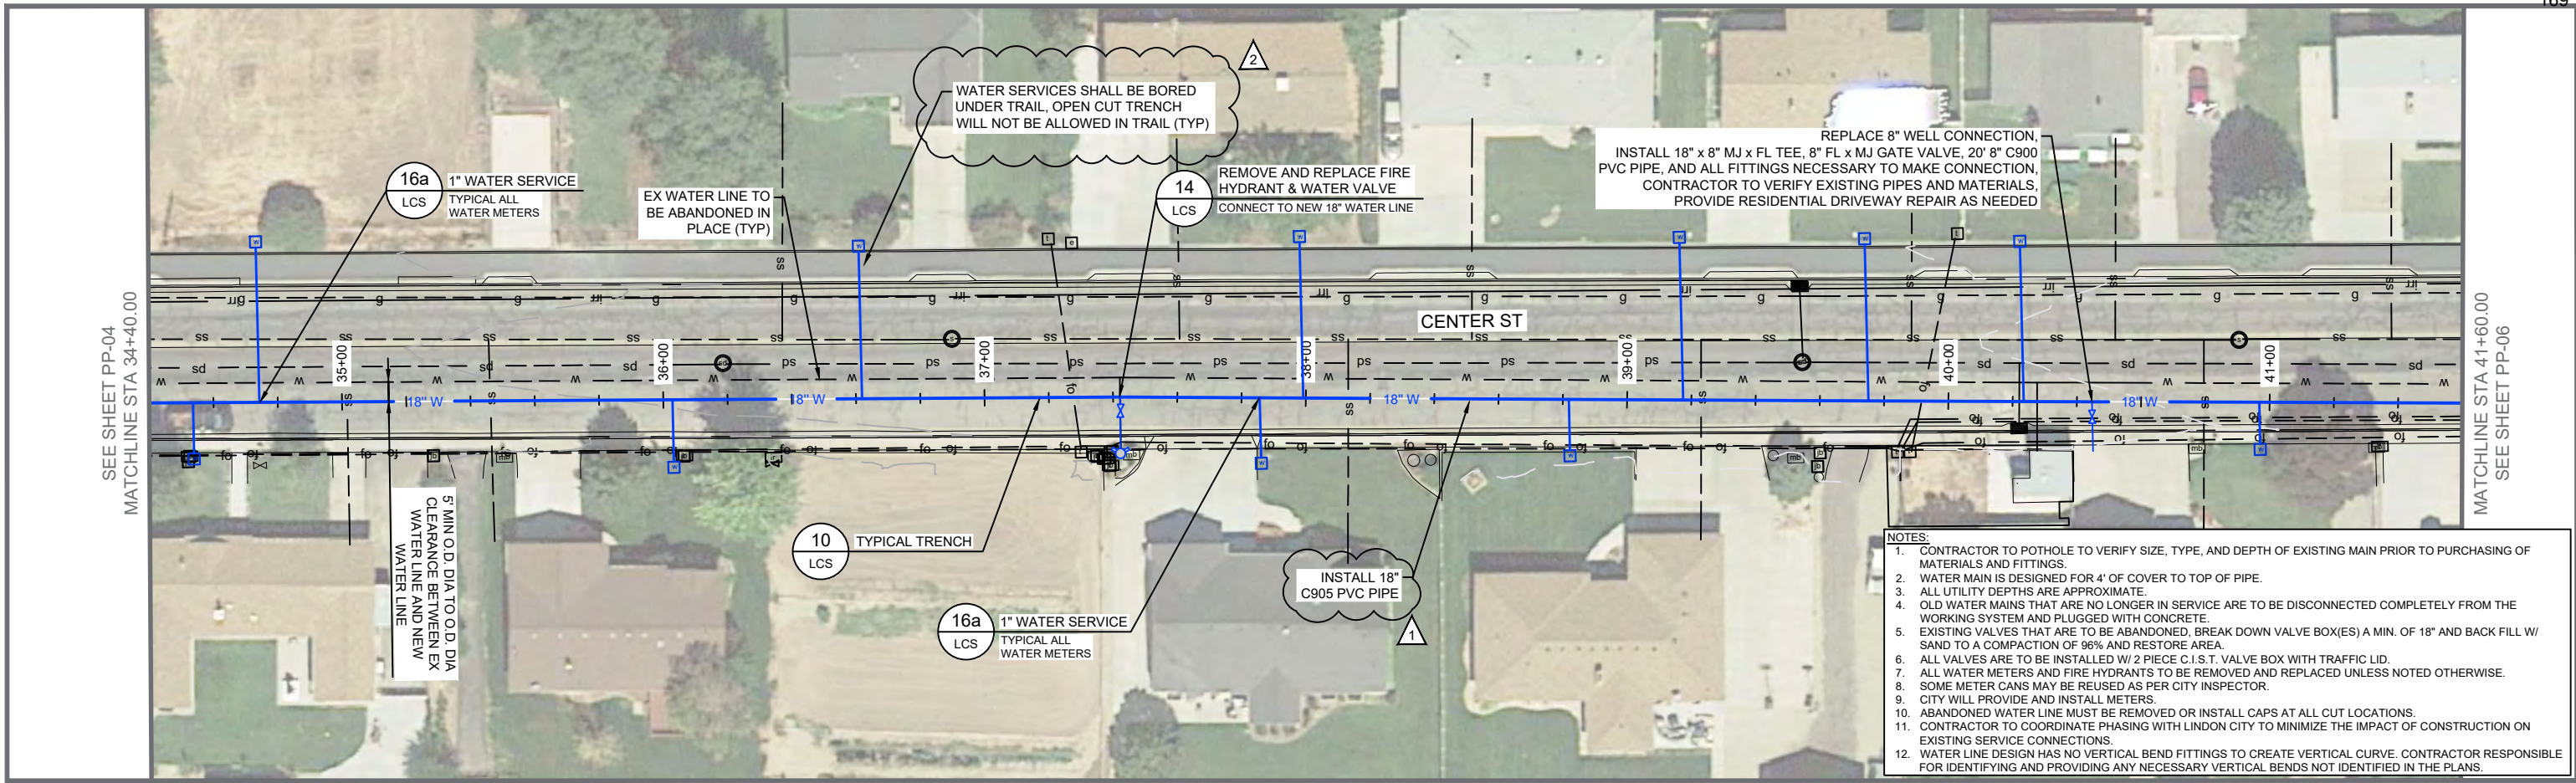 169
SEE SHEET PP-04
MATCHLINE STA 34+40.00
16a
LCS
1" WATER SERVICE
TYPICAL ALL
WATER METERS
EX WATER LINE TO
BE ABANDONED IN
PLACE (TYP)
WATER SERVICES SHALL BE BORED
UNDER TRAIL, OPEN CUT TRENCH
WILL NOT BE ALLOWED IN TRAIL (TYP)
2
14
LCS
REMOVE AND REPLACE FIRE
HYDRANT & WATER VALVE
CONNECT TO NEW 18" WATER LINE
REPLACE 8" WELL CONNECTION,
INSTALL 18" x 8" MJ x FL TEE, 8" FL x MJ GATE VALVE, 20' 8" C900
PVC PIPE, AND ALL FITTINGS NECESSARY TO MAKE CONNECTION,
CONTRACTOR TO VERIFY EXISTING PIPES AND MATERIALS,
PROVIDE RESIDENTIAL DRIVEWAY REPAIR AS NEEDED
CENTER ST
35+00
36+00
37+00
38+00
39+00
40+00
41+00
18" W
18" W
18" W
18" W
5' MIN O.D. DIA TO O.D. DIA
CLEARANCE BETWEEN EX
WATER LINE AND NEW
WATER LINE
10
LCS
TYPICAL TRENCH
16a
LCS
1" WATER SERVICE
TYPICAL ALL
WATER METERS
INSTALL 18"
C905 PVC PIPE
1
MATCHLINE STA 41+60.00
SEE SHEET PP-06
NOTES:
1. CONTRACTOR TO POTHOLE TO VERIFY SIZE, TYPE, AND DEPTH OF EXISTING MAIN PRIOR TO PURCHASING OF
MATERIALS AND FITTINGS.
2. WATER MAIN IS DESIGNED FOR 4' OF COVER TO TOP OF PIPE.
3. ALL UTILITY DEPTHS ARE APPROXIMATE.
4. OLD WATER MAINS THAT ARE NO LONGER IN SERVICE ARE TO BE DISCONNECTED COMPLETELY FROM THE
WORKING SYSTEM AND PLUGGED WITH CONCRETE.
5. EXISTING VALVES THAT ARE TO BE ABANDONED, BREAK DOWN VALVE BOX(ES) A MIN. OF 18" AND BACK FILL W/
SAND TO A COMPACTION OF 96% AND RESTORE AREA.
6. ALL VALVES ARE TO BE INSTALLED W/ 2 PIECE C.I.S.T. VALVE BOX WITH TRAFFIC LID.
7. ALL WATER METERS AND FIRE HYDRANTS TO BE REMOVED AND REPLACED UNLESS NOTED OTHERWISE.
8. SOME METER CANS MAY BE REUSED AS PER CITY INSPECTOR.
9. CITY WILL PROVIDE AND INSTALL METERS.
10. ABANDONED WATER LINE MUST BE REMOVED OR INSTALL CAPS AT ALL CUT LOCATIONS.
11. CONTRACTOR TO COORDINATE PHASING WITH LINDON CITY TO MINIMIZE THE IMPACT OF CONSTRUCTION ON
EXISTING SERVICE CONNECTIONS.
12. WATER LINE DESIGN HAS NO VERTICAL BEND FITTINGS TO CREATE VERTICAL CURVE. CONTRACTOR RESPONSIBLE
FOR IDENTIFYING AND PROVIDING ANY NECESSARY VERTICAL BENDS NOT IDENTIFIED IN THE PLANS.